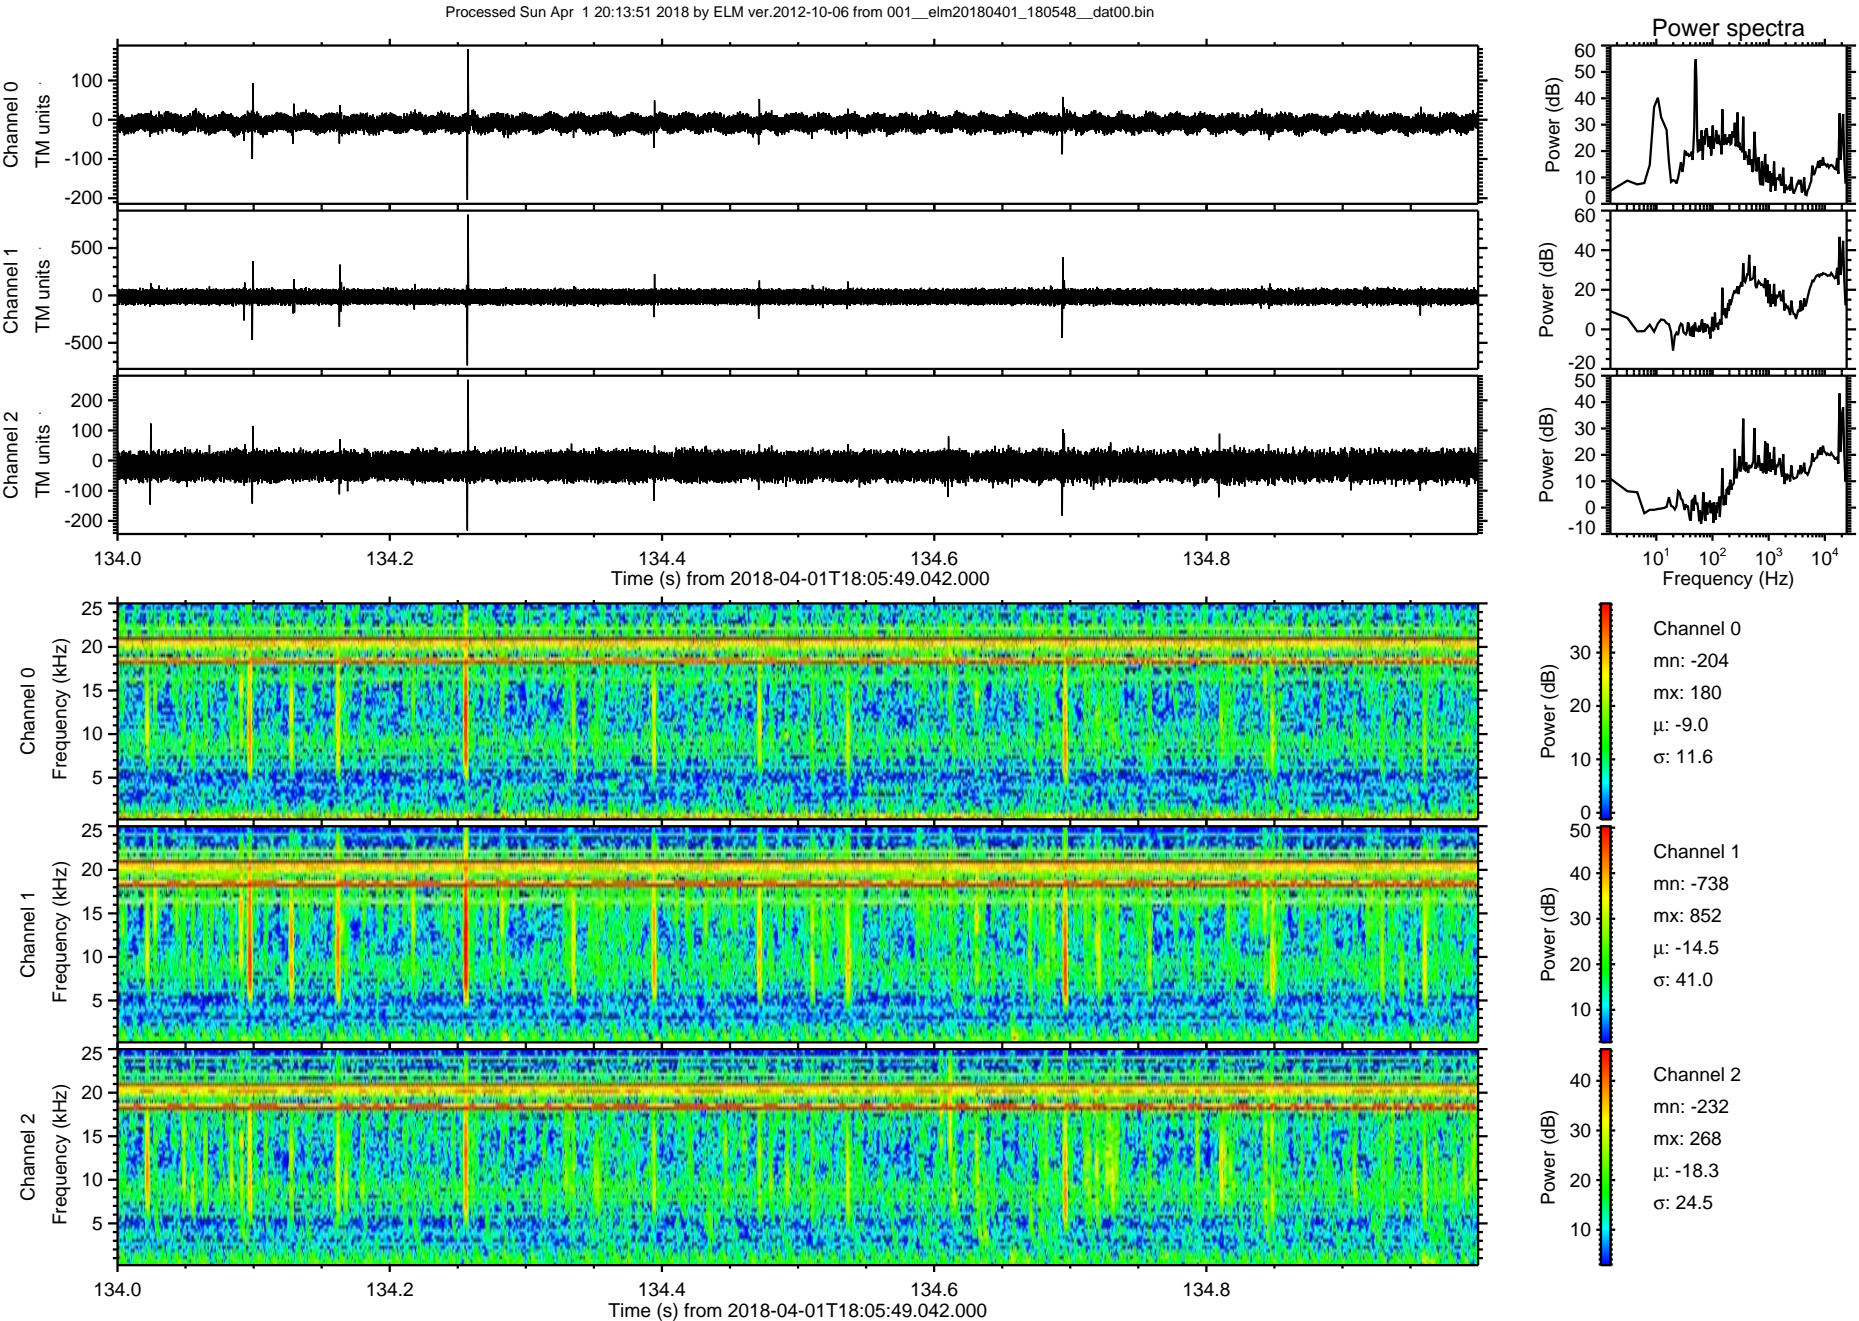 Processed Sun Apr  1 20:13:51 2018 by ELM ver.2012-10-06 from 001__elm20180401_180548__dat00.bin
Power spectra
Channel 0
TM units
100
0
-100
-200
Power (dB)
60
50
40
30
20
10
0
Channel 1
TM units
500
0
-500
Power (dB)
60
40
20
0
-20
Channel 2
TM units
200
100
0
-100
-200
Power (dB)
50
40
30
20
10
0
-10
134.0 134.2 134.4 134.6 134.8
Time (s) from 2018-04-01T18:05:49.042.000
10¹ 10² 10³ 10⁴
Frequency (Hz)
Channel 0
Frequency (kHz)
25
20
15
10
5
Power (dB)
30
20
10
0
Channel 0
mn: -204
mx: 180
μ: -9.0
σ: 11.6
Channel 1
Frequency (kHz)
25
20
15
10
5
Power (dB)
50
40
30
20
10
Channel 1
mn: -738
mx: 852
μ: -14.5
σ: 41.0
Channel 2
Frequency (kHz)
25
20
15
10
5
Power (dB)
40
30
20
10
Channel 2
mn: -232
mx: 268
μ: -18.3
σ: 24.5
134.0 134.2 134.4 134.6 134.8
Time (s) from 2018-04-01T18:05:49.042.000